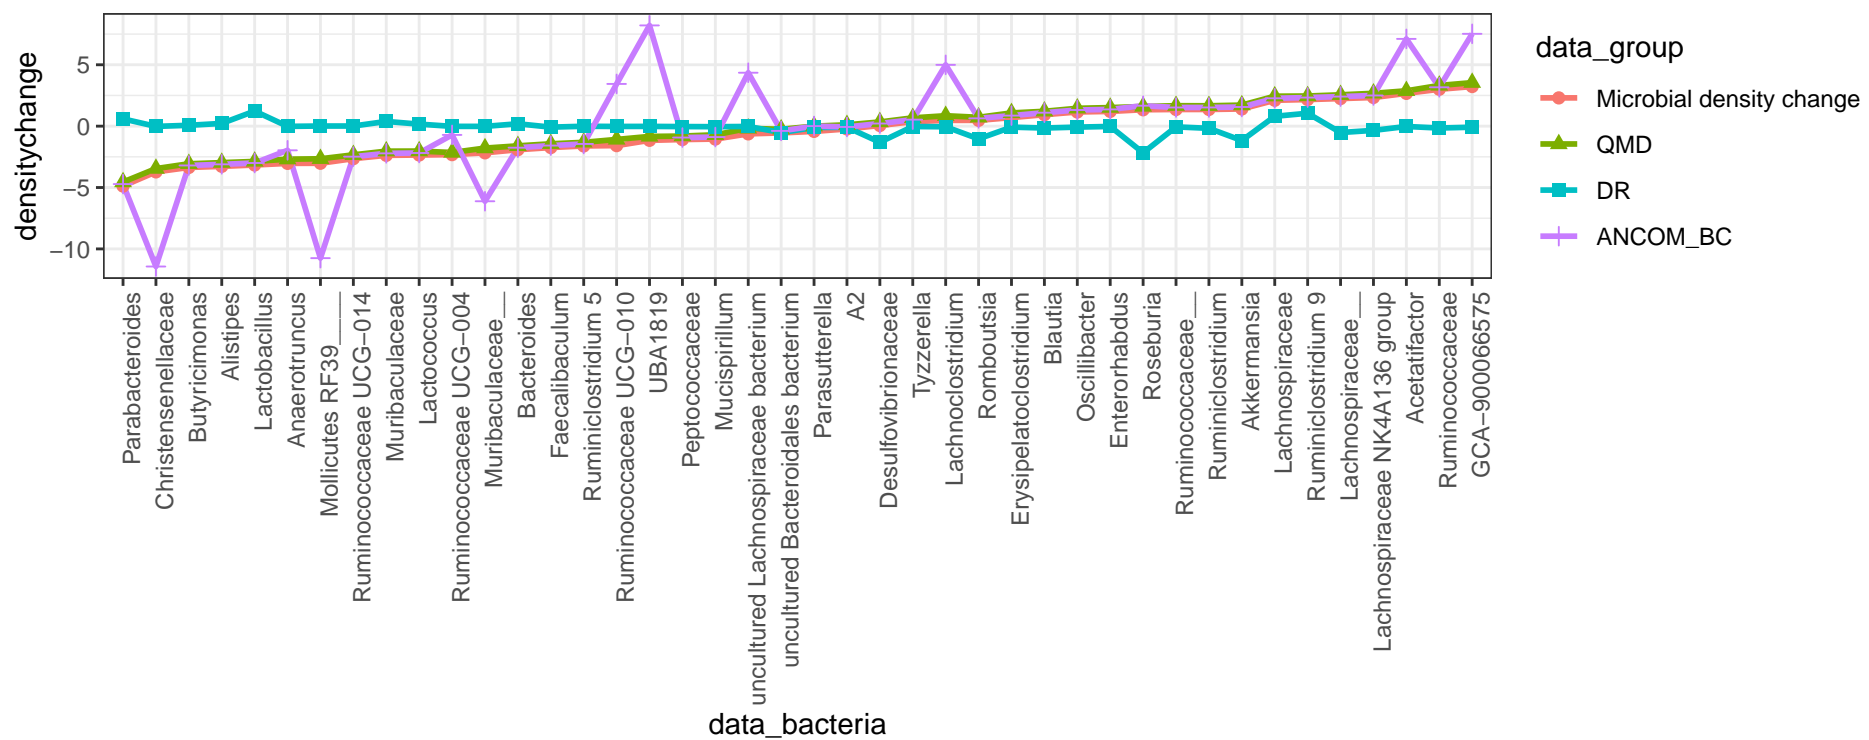 densitychange
5
0
−5
−10
Parabacteroides
Christensenellaceae
Butyricimonas
Alistipes
Lactobacillus
Anaerotruncus
Mollicutes RF39____
Ruminococcaceae UCG−014
Muribaculaceae
Lactococcus
Ruminococcaceae UCG−004
Muribaculaceae__
Bacteroides
Faecalibaculum
Ruminiclostridium 5
Ruminococcaceae UCG−010
UBA1819
Peptococcaceae
Mucispirillum
uncultured Lachnospiraceae bacterium
uncultured Bacteroidales bacterium
Parasutterella
A2
Desulfovibrionaceae
Tyzzerella
Lachnoclostridium
Romboutsia
Erysipelatoclostridium
Blautia
Oscillibacter
Enterorhabdus
Roseburia
Ruminococcaceae__
Ruminiclostridium
Akkermansia
Lachnospiraceae
Ruminiclostridium 9
Lachnospiraceae__
Lachnospiraceae NK4A136 group
Acetatifactor
Ruminococcaceae
GCA−900066575
data_bacteria
data_group
Microbial density change
QMD
DR
ANCOM_BC